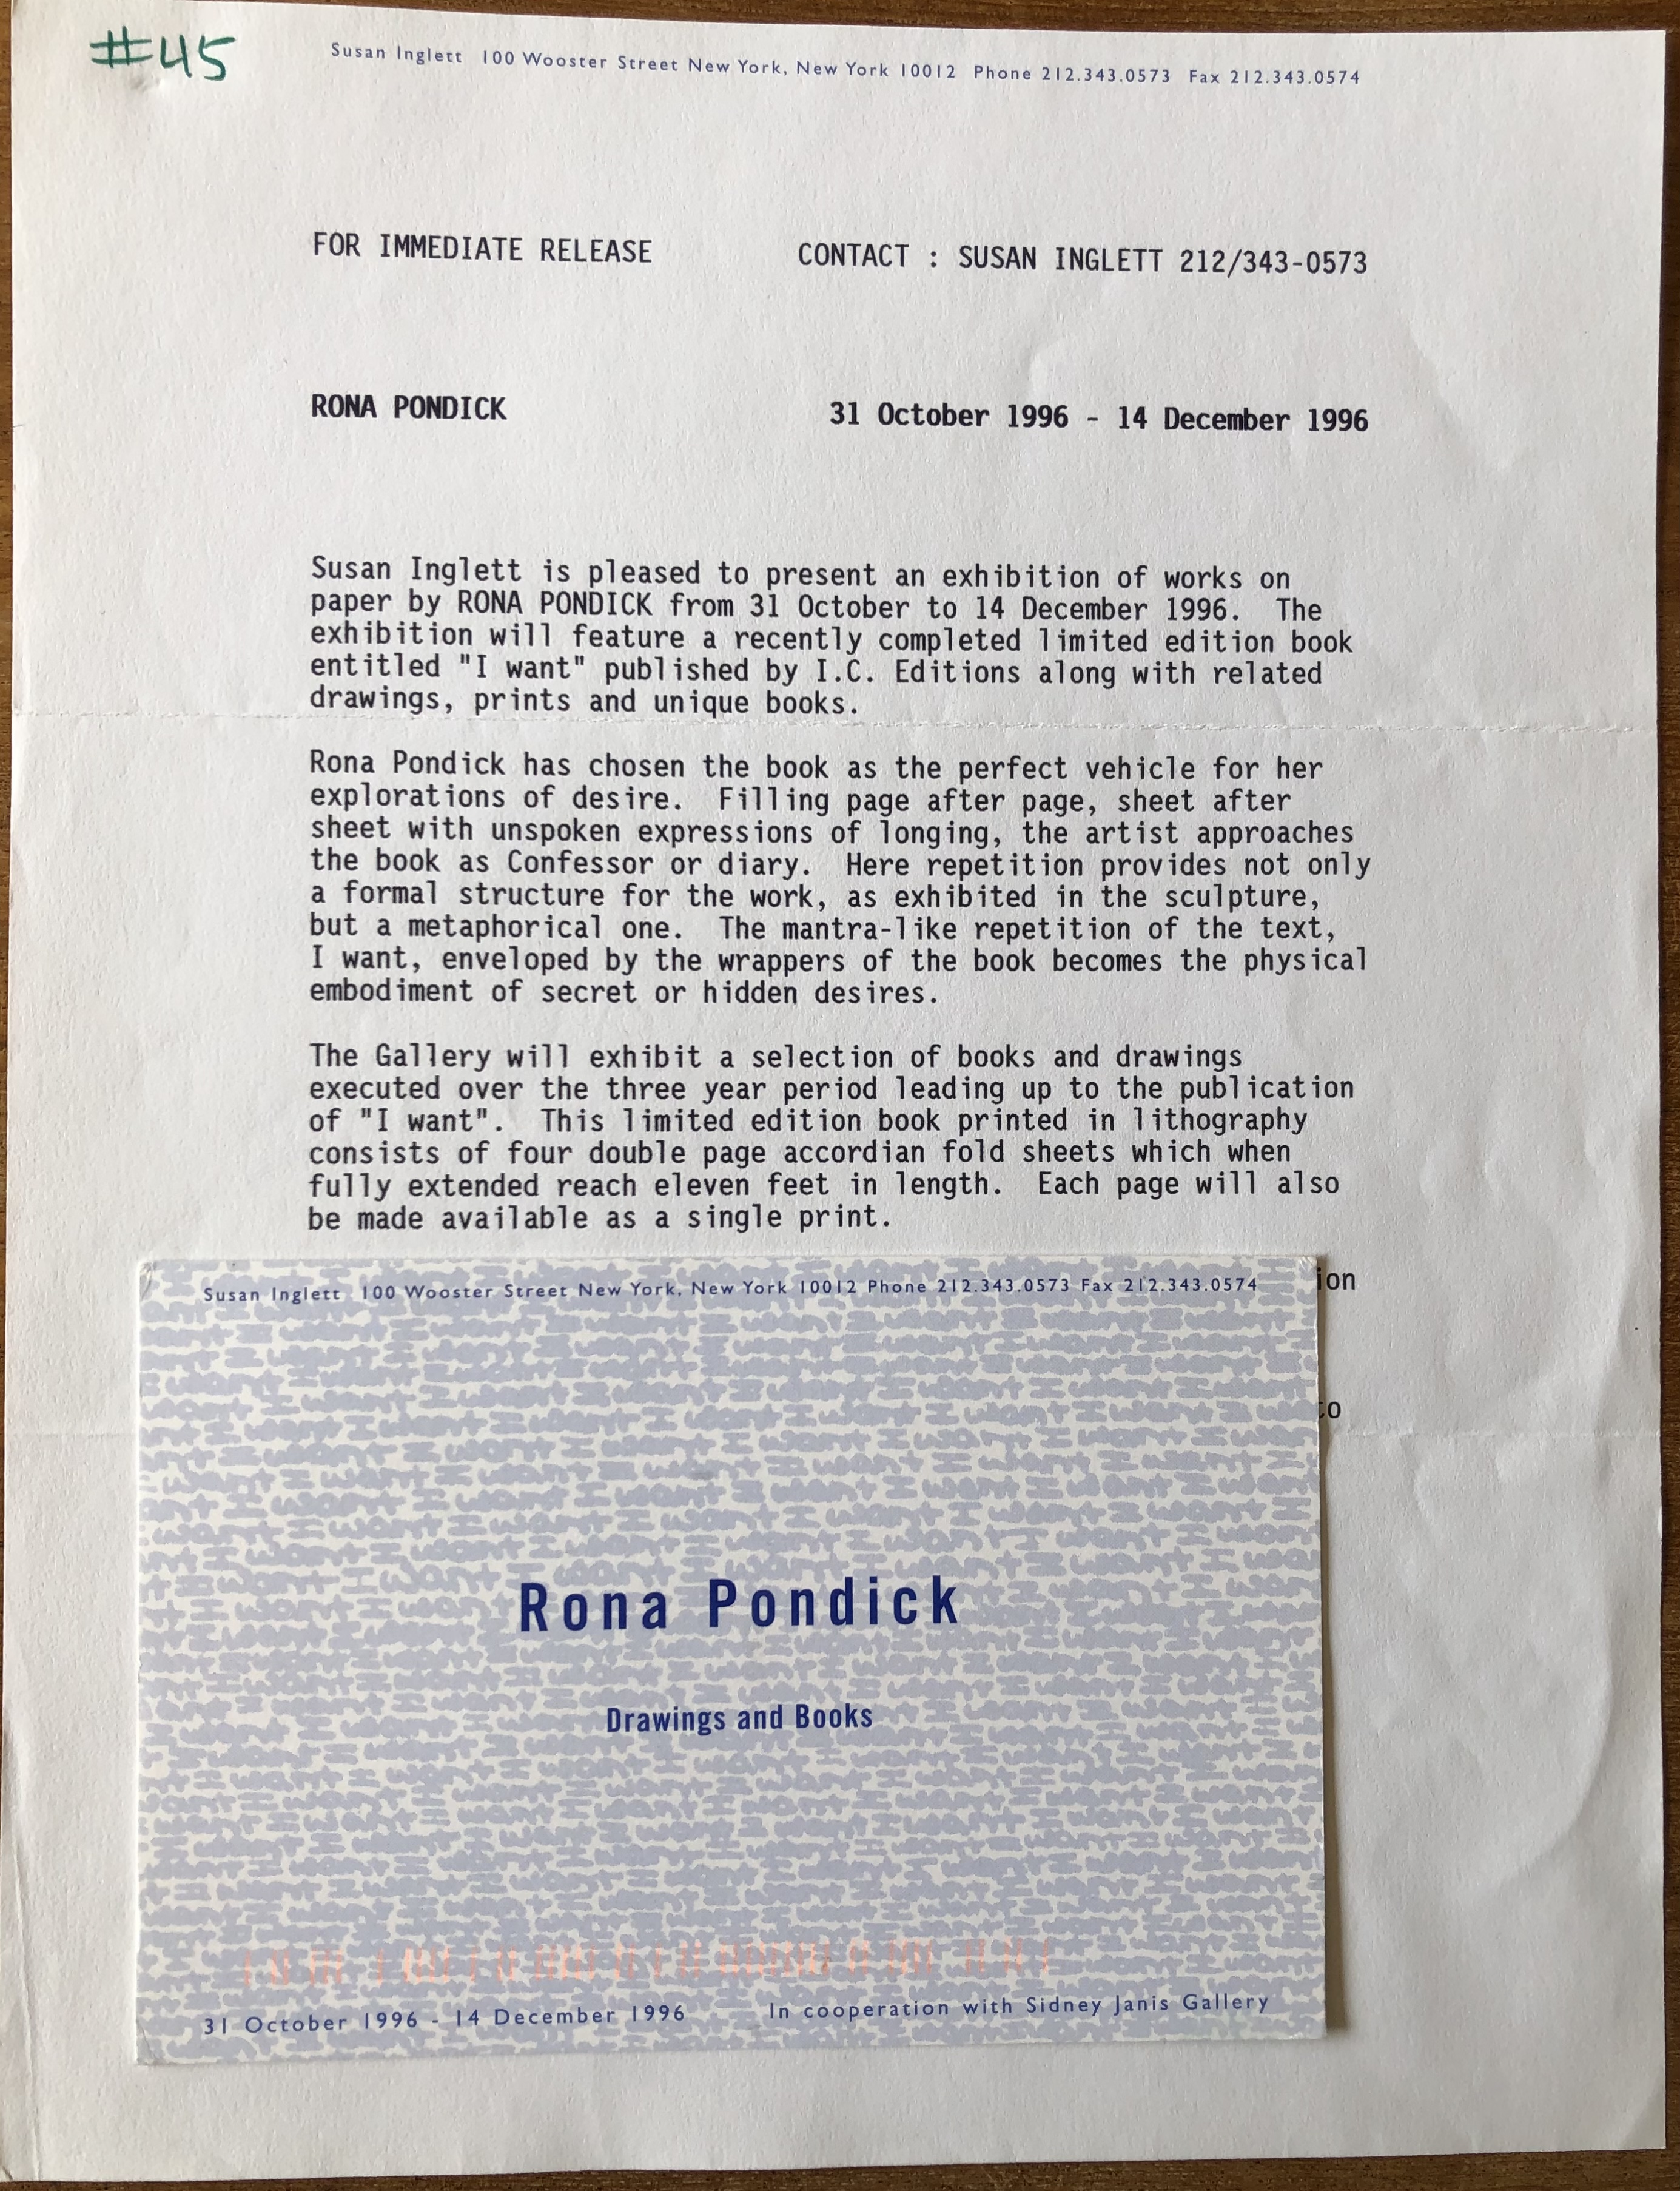 #45
Susan Inglett 100 Wooster Street New York, New York 10012 Phone 212.343.0573 Fax 212.343.0574
FOR IMMEDIATE RELEASE CONTACT : SUSAN INGLETT 212/343-0573
RONA PONDICK 31 October 1996 - 14 December 1996
Susan Inglett is pleased to present an exhibition of works on
paper by RONA PONDICK from 31 October to 14 December 1996. The
exhibition will feature a recently completed limited edition book
entitled "I want" published by I.C. Editions along with related
drawings, prints and unique books.
Rona Pondick has chosen the book as the perfect vehicle for her
explorations of desire. Filling page after page, sheet after
sheet with unspoken expressions of longing, the artist approaches
the book as Confessor or diary. Here repetition provides not only
a formal structure for the work, as exhibited in the sculpture,
but a metaphorical one. The mantra-like repetition of the text,
I want, enveloped by the wrappers of the book becomes the physical
embodiment of secret or hidden desires.
The Gallery will exhibit a selection of books and drawings
executed over the three year period leading up to the publication
of "I want". This limited edition book printed in lithography
consists of four double page accordian fold sheets which when
fully extended reach eleven feet in length. Each page will also
be made available as a single print.
ion
to
Susan Inglett 100 Wooster Street New York, New York 10012 Phone 212.343.0573 Fax 212.343.0574
Rona Pondick
Drawings and Books
31 October 1996 - 14 December 1996 In cooperation with Sidney Janis Gallery